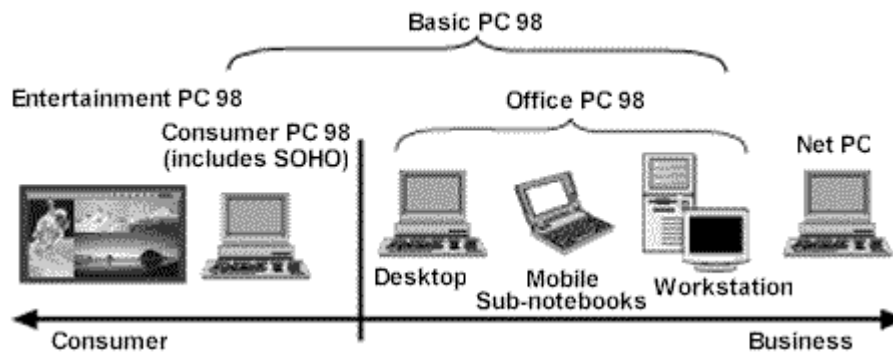 Basic PC 98
Entertainment PC 98
Office PC 98
Consumer PC 98
(includes SOHO)
Net PC
Desktop
Mobile
Sub-notebooks
Workstation
Consumer
Business